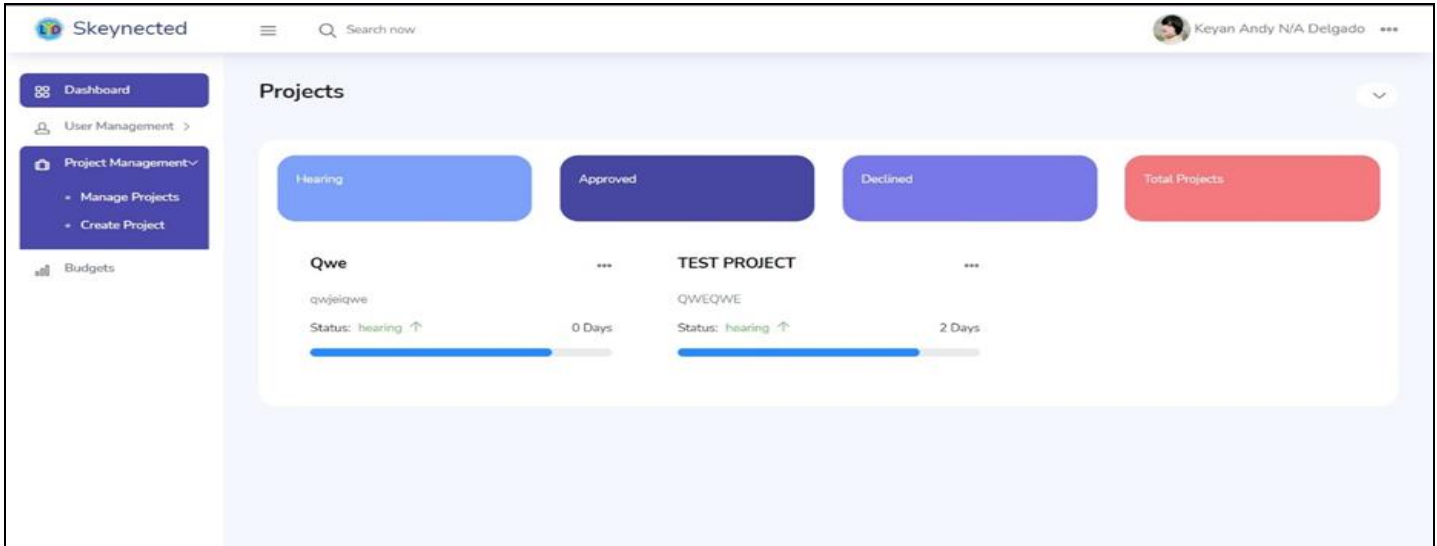 LYD Skeynected
Search now
Keyan Andy N/A Delgado
Dashboard
User Management
Project Management
Manage Projects
Create Project
Budgets
Projects
Hearing
Approved
Declined
Total Projects
Qwe
qwjeiqwe
Status: hearing
0 Days
TEST PROJECT
QWEQWE
Status: hearing
2 Days